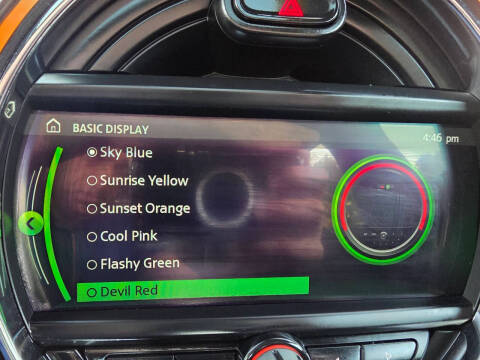 BASIC DISPLAY
4:46 pm
Sky Blue
Sunrise Yellow
Sunset Orange
Cool Pink
Flashy Green
Devil Red